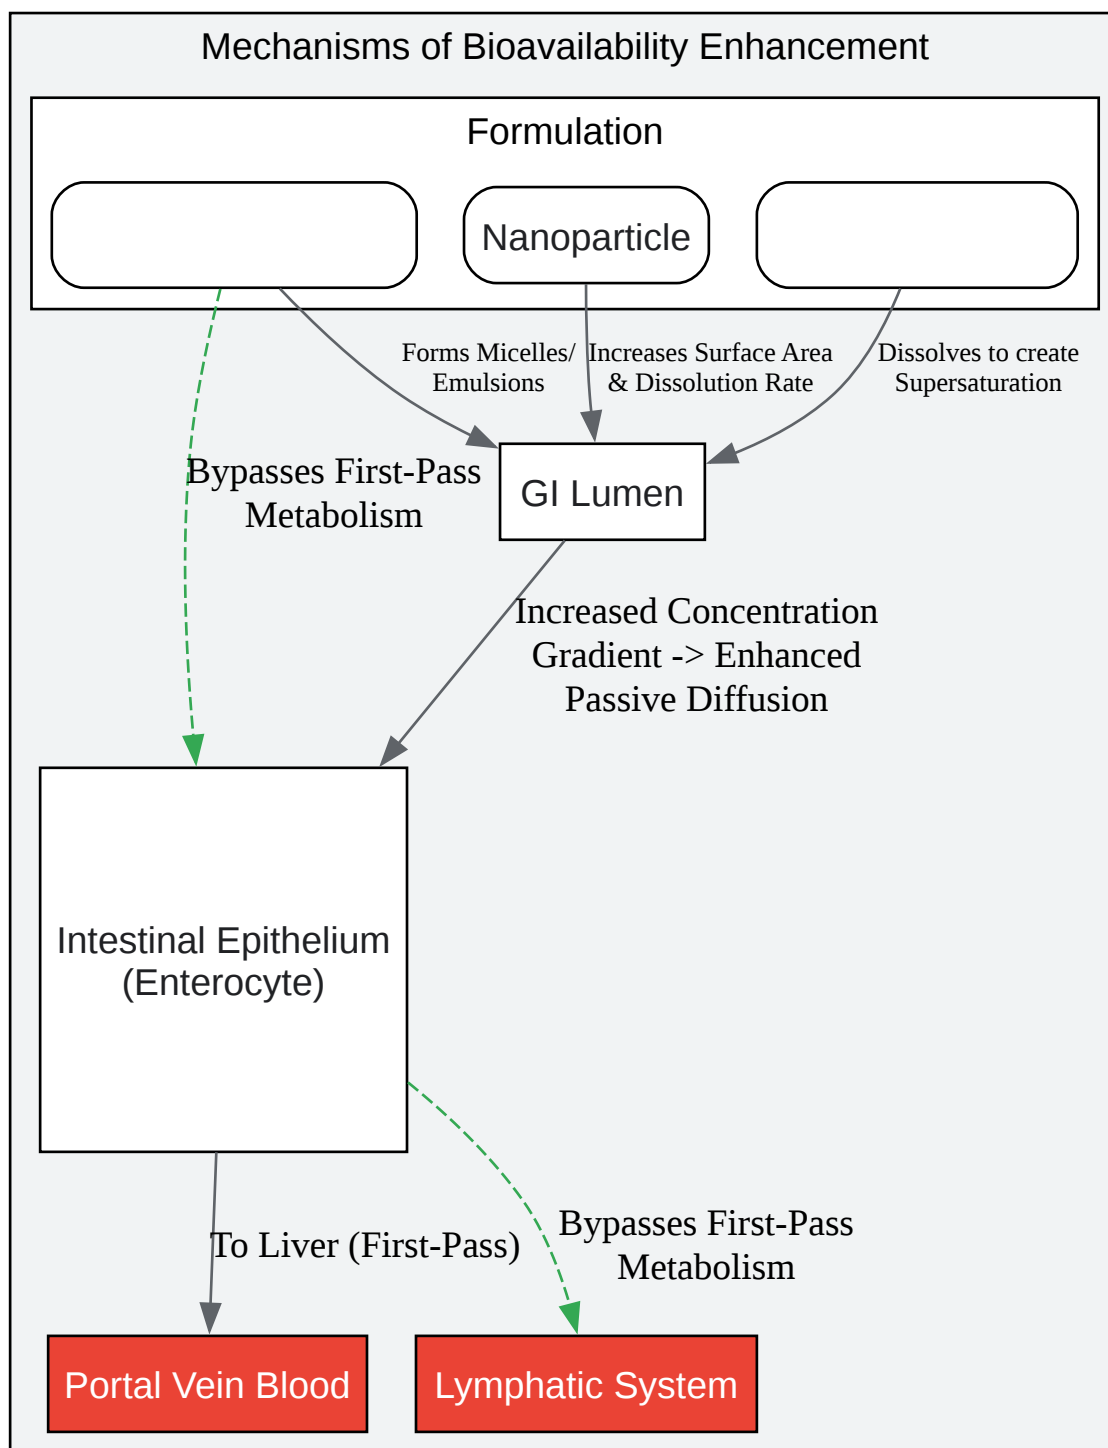 Mechanisms of Bioavailability Enhancement
Formulation
Nanoparticle
Forms Micelles/
Emulsions
Increases Surface Area
& Dissolution Rate
Dissolves to create
Supersaturation
Bypasses First-Pass
Metabolism
GI Lumen
Increased Concentration
Gradient -> Enhanced
Passive Diffusion
Intestinal Epithelium
(Enterocyte)
To Liver (First-Pass)
Bypasses First-Pass
Metabolism
Portal Vein Blood
Lymphatic System